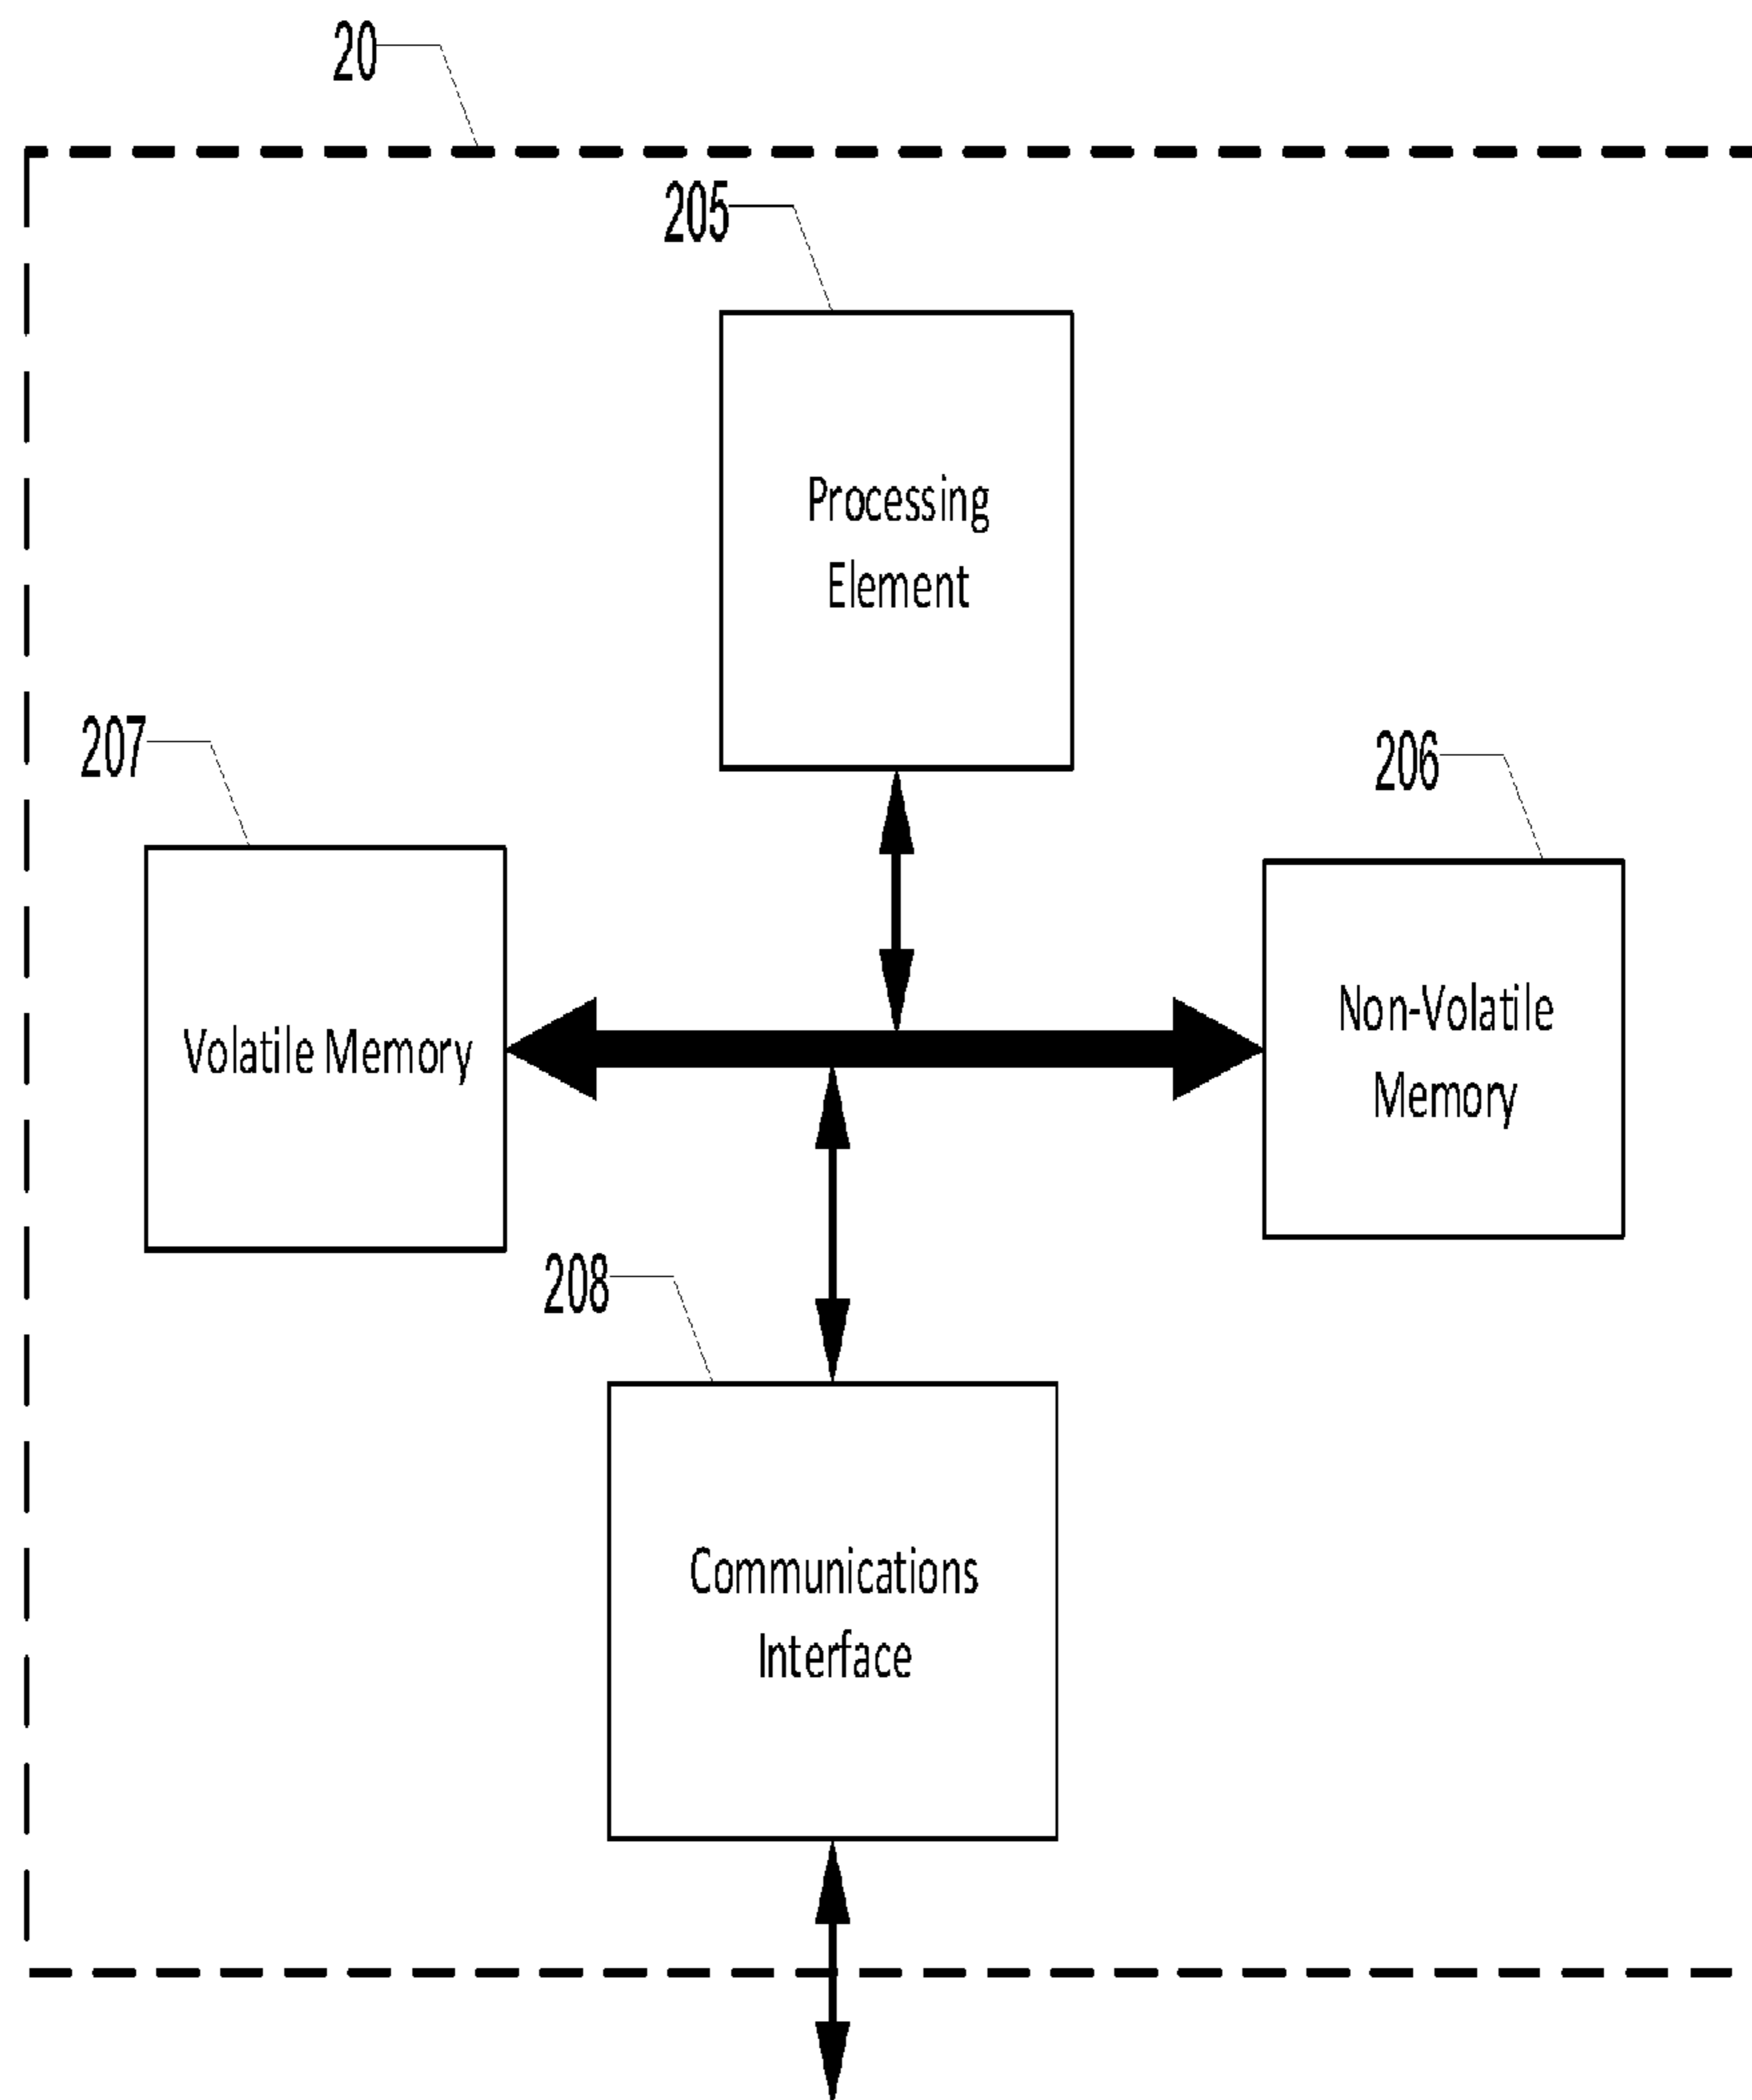 20
205
Processing
Element
207
206
Volatile Memory
Non-Volatile
Memory
208
Communications
Interface